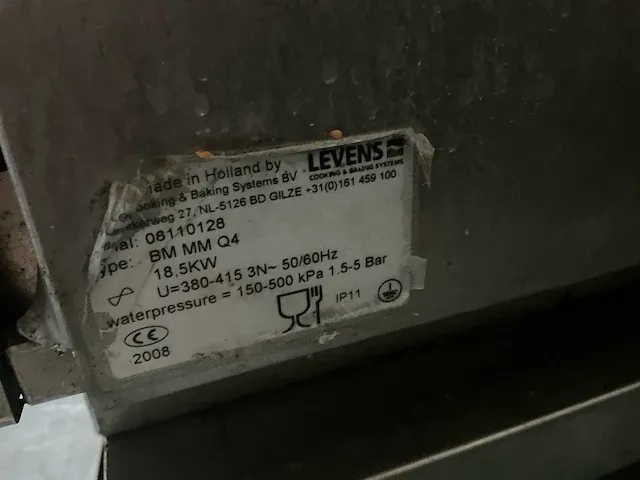 made in Holland by
LEVENS
COOKING & BAKING SYSTEMS
Cooking & Baking Systems BV
27, NL-5126 BD GILZE +31(0)161 459 100
08110128
ype: BM MM Q4
18,5KW
U=380-415 3N~ 50/60Hz
waterpressure = 150-500 kPa 1.5-5 Bar
IP11
CE
2008